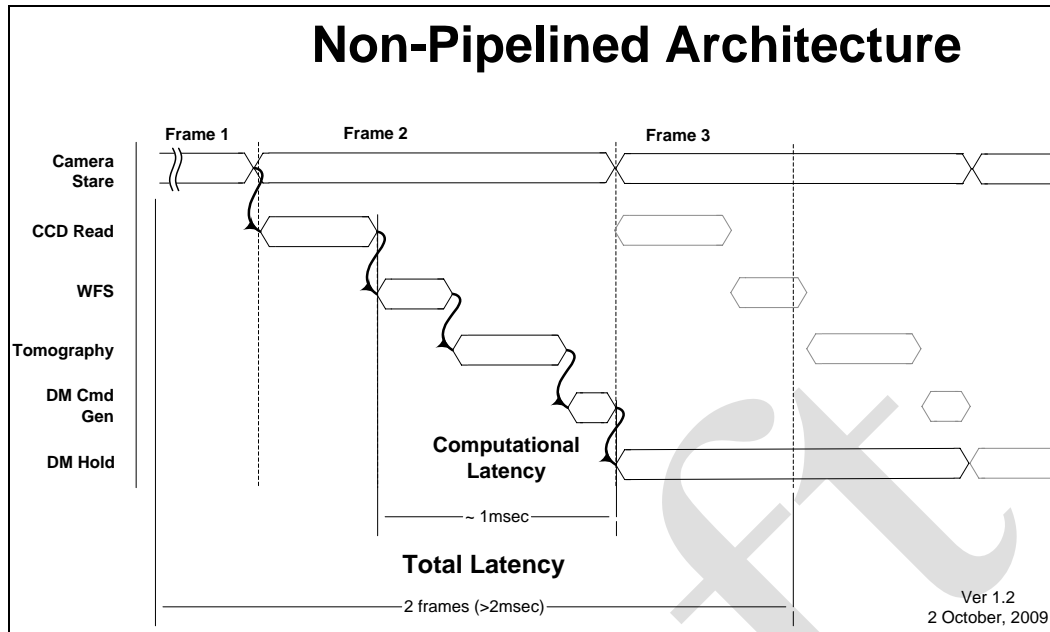 Non-Pipelined Architecture
Frame 1
Frame 2
Frame 3
Camera
Stare
CCD Read
WFS
Tomography
DM Cmd
Gen
DM Hold
Computational
Latency
~ 1msec
Total Latency
2 frames (>2msec)
Ver 1.2
2 October, 2009
ft